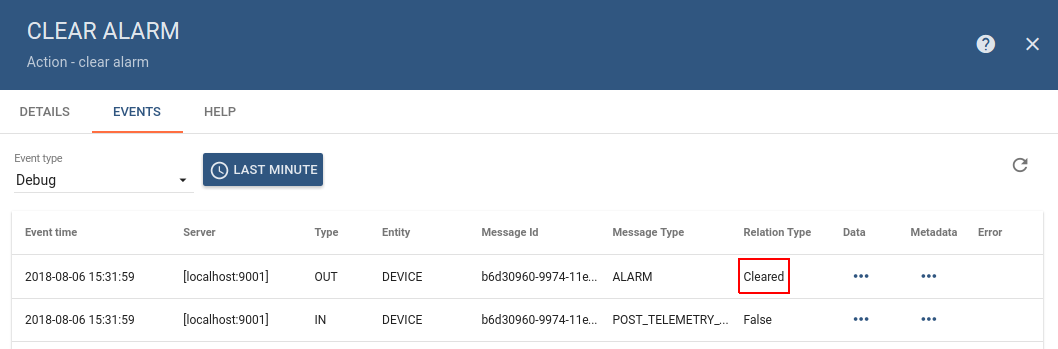 CLEAR ALARM
Action - clear alarm
DETAILS EVENTS HELP
Event type
Debug
LAST MINUTE
Event time Server Type Entity Message Id Message Type Relation Type Data Metadata Error
2018-08-06 15:31:59 [localhost:9001] OUT DEVICE b6d30960-9974-11e... ALARM Cleared ••• •••
2018-08-06 15:31:59 [localhost:9001] IN DEVICE b6d30960-9974-11e... POST_TELEMETRY_... False ••• •••